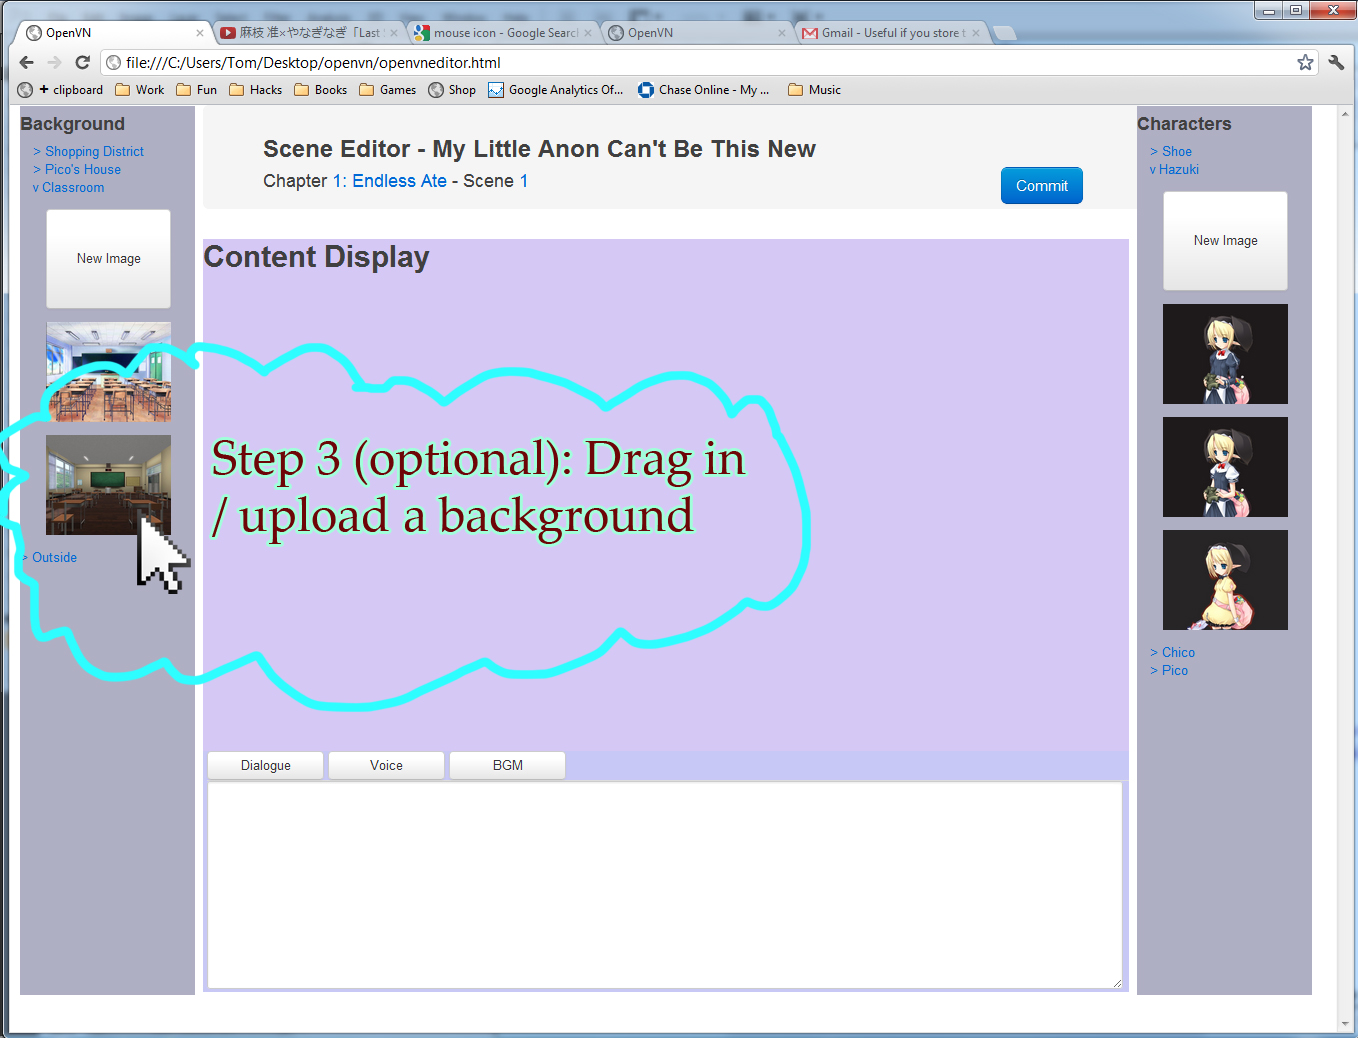 OpenVN
麻枝 准×やなぎなぎ「Last
mouse icon - Google Search
OpenVN
Gmail - Useful if you store t
file:///C:/Users/Tom/Desktop/openvn/openvneditor.html
+ clipboard
Work
Fun
Hacks
Books
Games
Shop
Google Analytics Of...
Chase Online - My ...
Music
Background
> Shopping District
> Pico's House
v Classroom
New Image
> Outside
Scene Editor - My Little Anon Can't Be This New
Chapter 1: Endless Ate - Scene 1
Commit
Content Display
Step 3 (optional): Drag in
/ upload a background
Dialogue
Voice
BGM
Characters
> Shoe
v Hazuki
New Image
> Chico
> Pico